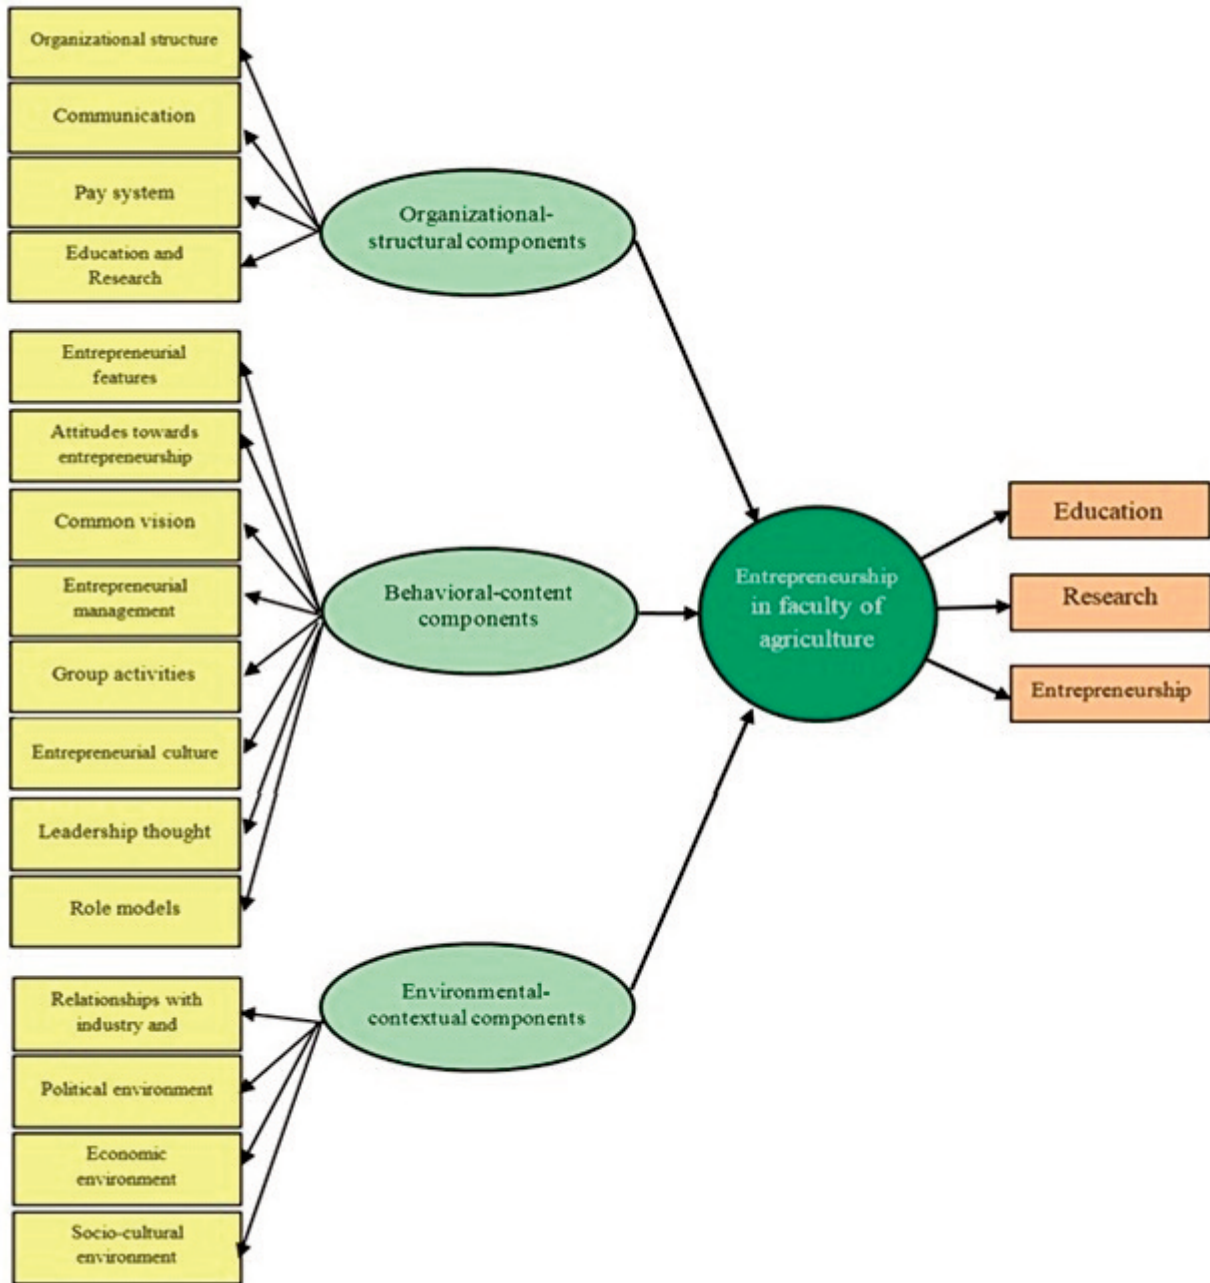 Organizational structure
Communication
Pay system
Education and
Research
Entrepreneurial
features
Attitudes towards
entrepreneurship
Common vision
Entrepreneurial
management
Group activities
Entrepreneurial culture
Leadership thought
Role models
Relationships with
industry and
Political environment
Economic
environment
Socio-cultural
environment
Organizational-
structural components
Behavioral-content
components
Environmental-
contextual components
Entrepreneurship
in faculty of
agriculture
Education
Research
Entrepreneurship